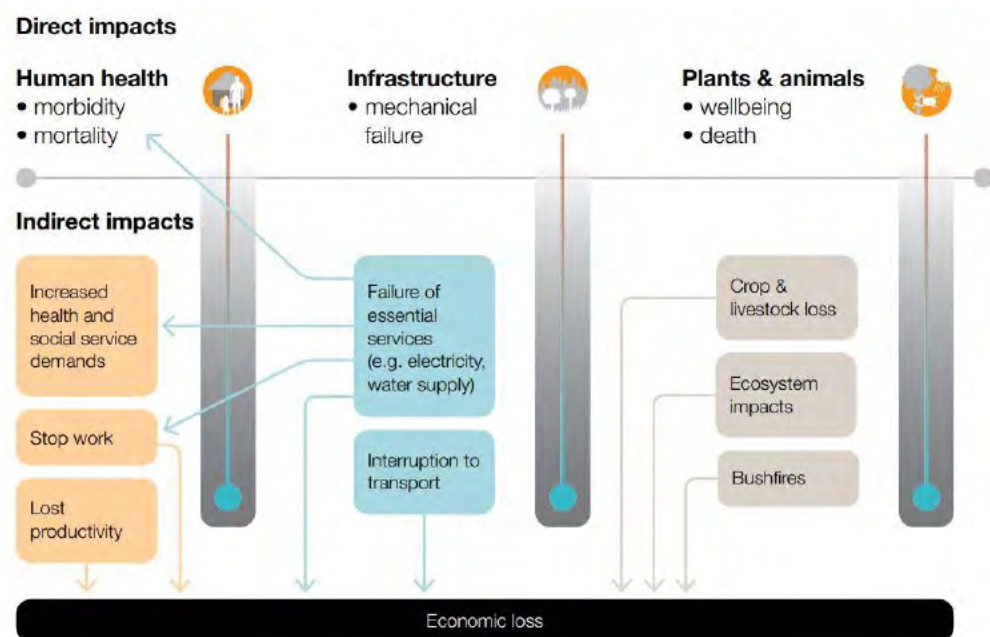 Direct impacts
Human health
• morbidity
• mortality
Infrastructure
• mechanical
failure
Plants & animals
• wellbeing
• death
Indirect impacts
Increased
health and
social service
demands
Stop work
Lost
productivity
Failure of
essential
services
(e.g. electricity,
water supply)
Interruption to
transport
Crop &
livestock loss
Ecosystem
impacts
Bushfires
Economic loss